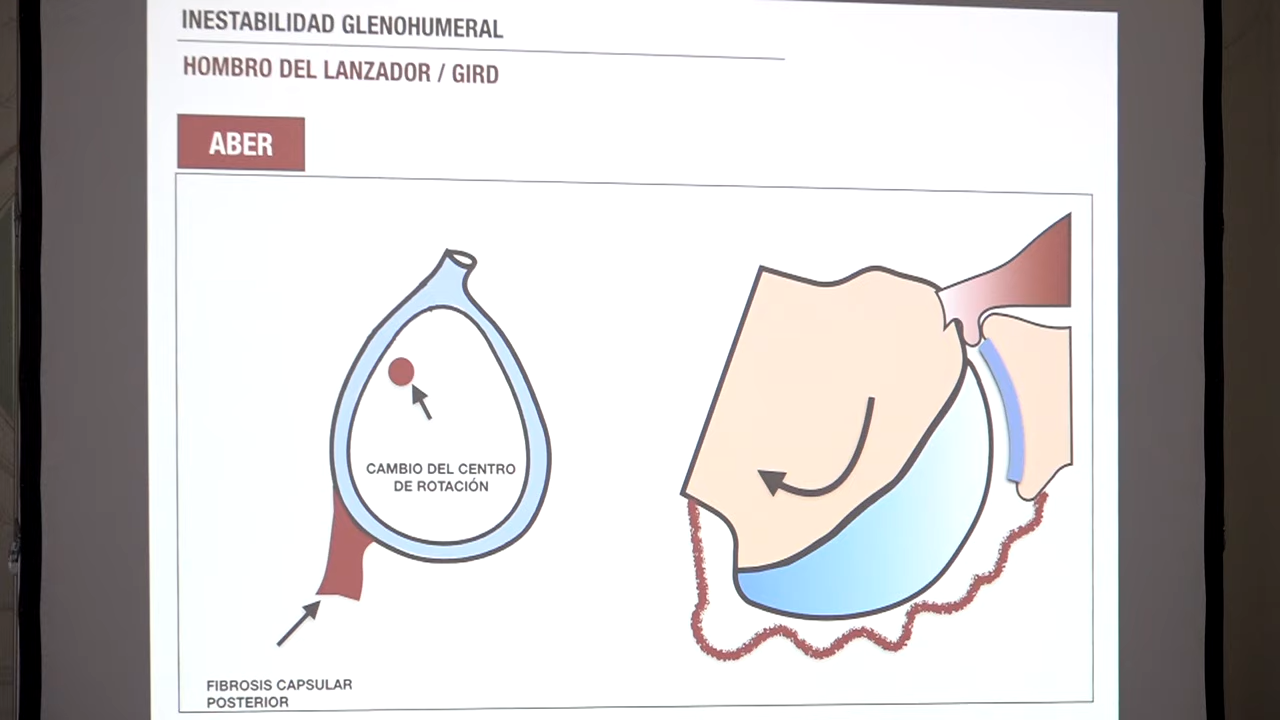 INESTABILIDAD GLENOHUMERAL
HOMBRO DEL LANZADOR / GIRD
ABER
CAMBIO DEL CENTRO
DE ROTACIÓN
FIBROSIS CAPSULAR
POSTERIOR